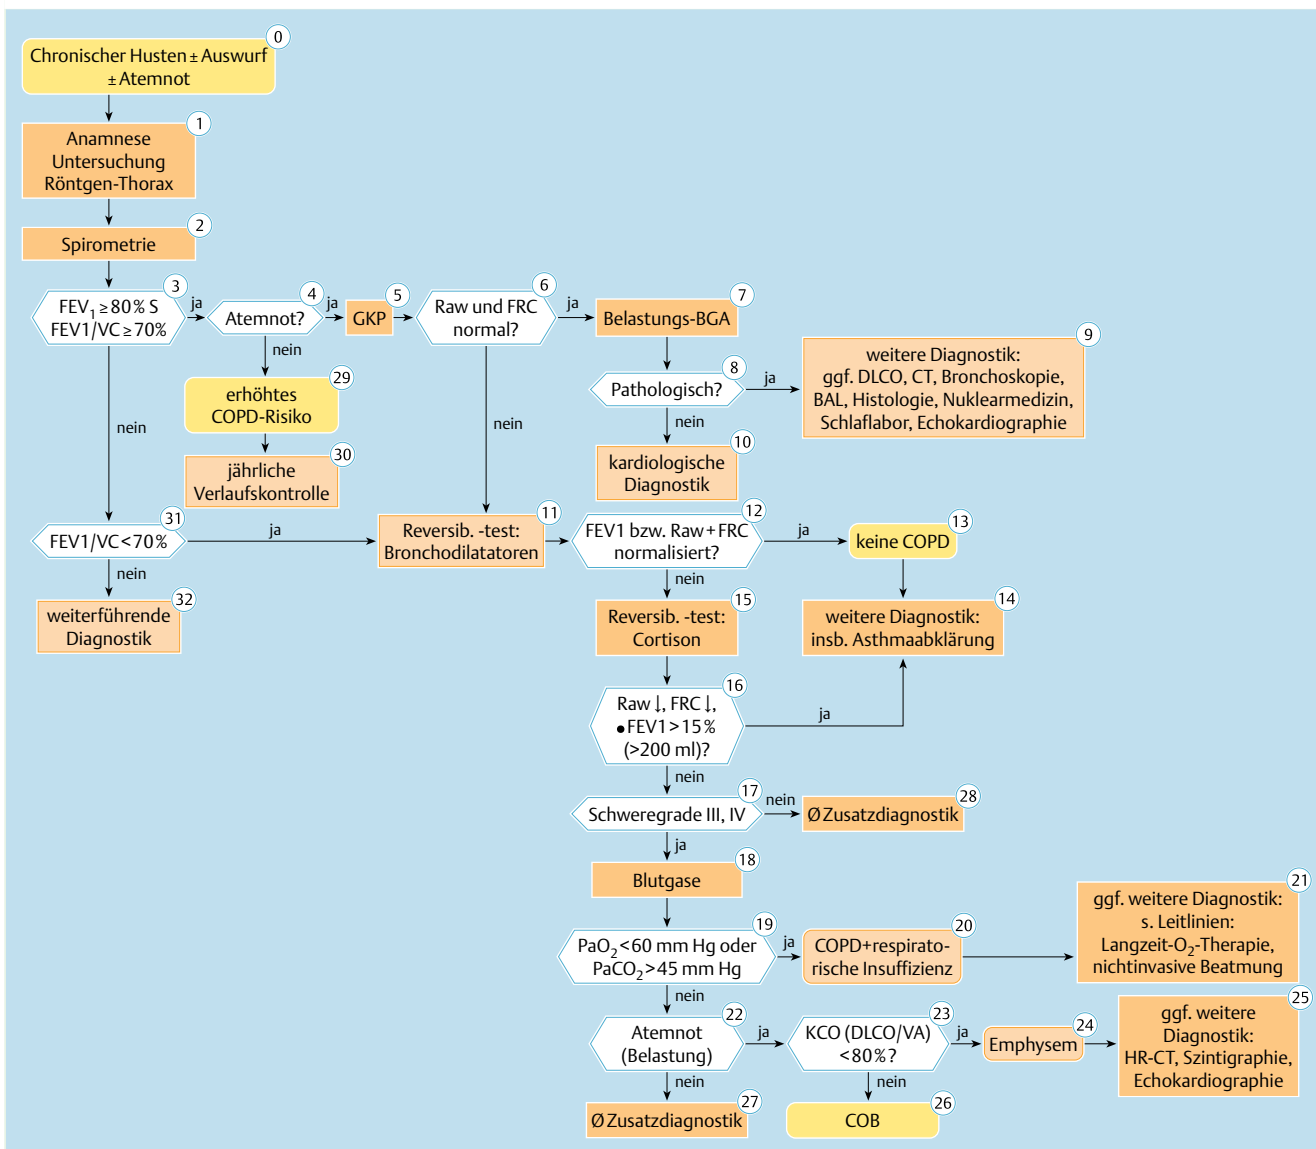 0
Chronischer Husten ± Auswurf
± Atemnot
1
Anamnese
Untersuchung
Röntgen-Thorax
2
Spirometrie
3
FEV1 ≥ 80% S
FEV1/VC ≥ 70%
ja
4
Atemnot?
ja
5
GKP
6
Raw und FRC
normal?
ja
7
Belastungs-BGA
nein
29
erhöhtes
COPD-Risiko
30
jährliche
Verlaufskontrolle
8
Pathologisch?
ja
9
weitere Diagnostik:
ggf. DLCO, CT, Bronchoskopie,
BAL, Histologie, Nuklearmedizin,
Schlaflabor, Echokardiographie
nein
10
kardiologische
Diagnostik
nein
nein
31
FEV1/VC < 70%
ja
11
Reversib. -test:
Bronchodilatatoren
12
FEV1 bzw. Raw + FRC
normalisiert?
ja
13
keine COPD
nein
32
weiterführende
Diagnostik
nein
15
Reversib. -test:
Cortison
14
weitere Diagnostik:
insb. Asthmaabklärung
16
Raw ↓, FRC ↓,
● FEV1 > 15%
(>200 ml)?
ja
nein
17
Schweregrade III, IV
nein
28
Ø Zusatzdiagnostik
ja
18
Blutgase
19
PaO2 < 60 mm Hg oder
PaCO2 > 45 mm Hg
ja
20
COPD+respirato-
rische Insuffizienz
21
ggf. weitere Diagnostik:
s. Leitlinien:
Langzeit-O2-Therapie,
nichtinvasive Beatmung
nein
22
Atemnot
(Belastung)
ja
23
KCO (DLCO/VA)
<80%?
ja
24
Emphysem
25
ggf. weitere
Diagnostik:
HR-CT, Szintigraphie,
Echokardiographie
nein
27
Ø Zusatzdiagnostik
nein
26
COB